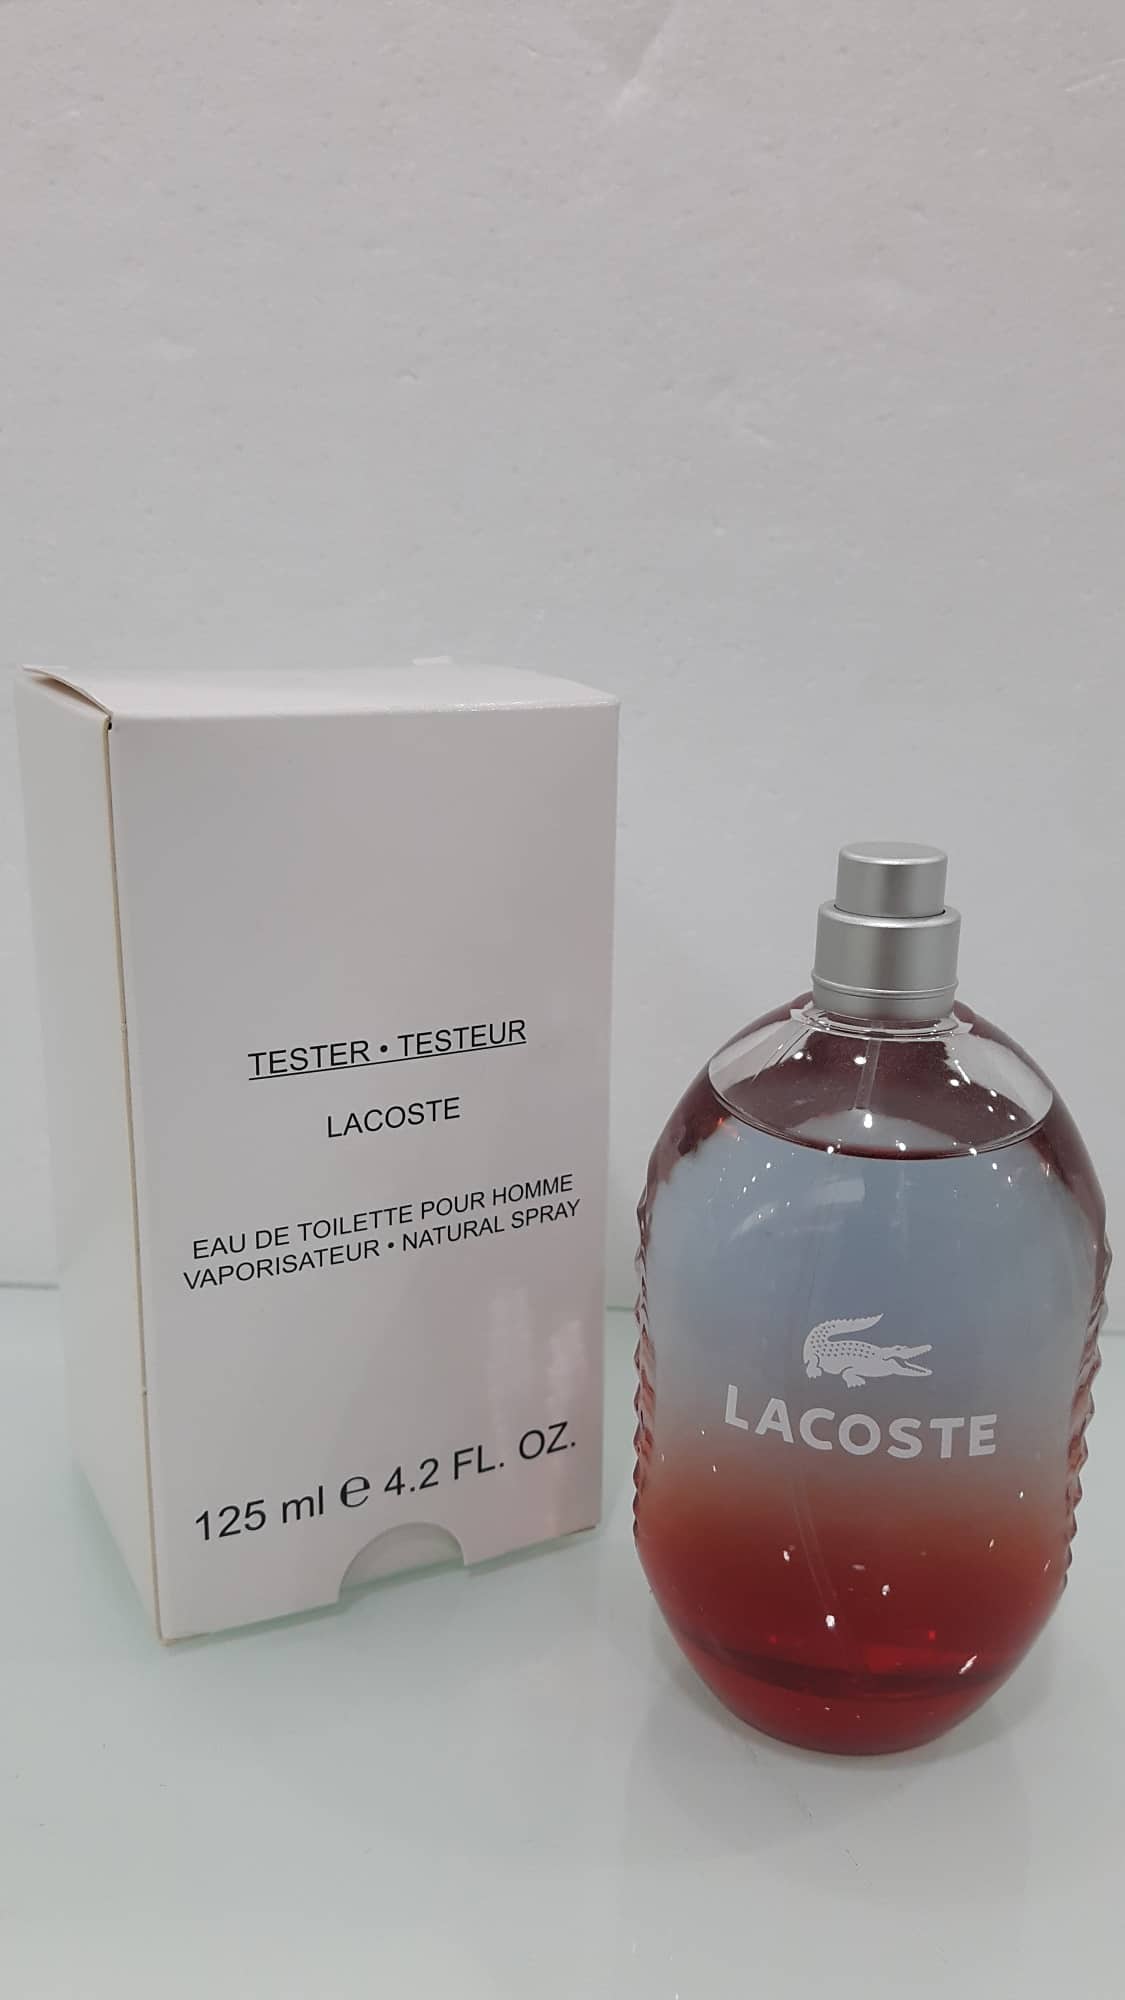 TESTER • TESTEUR
LACOSTE
EAU DE TOILETTE POUR HOMME
VAPORISATEUR • NATURAL SPRAY
125 ml ℮ 4.2 FL. OZ.
LACOSTE